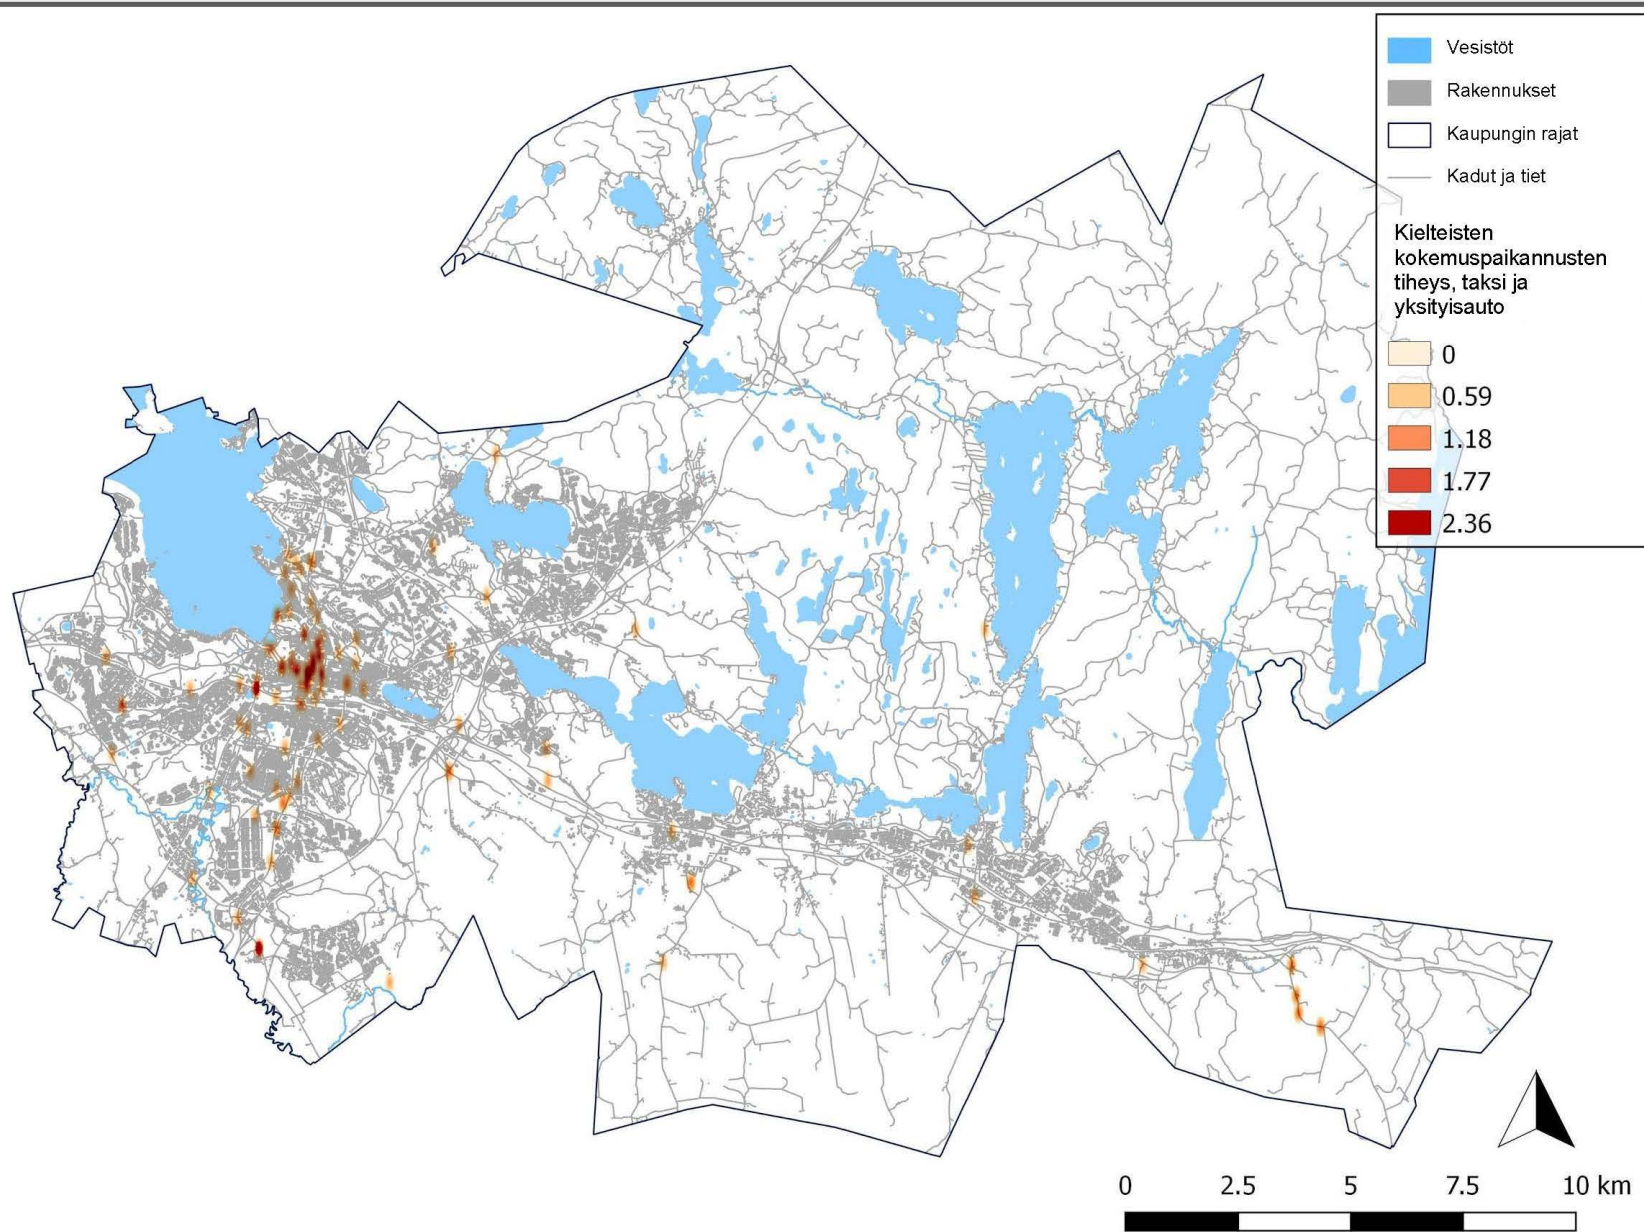 Vesistöt
Rakennukset
Kaupungin rajat
Kadut ja tiet
Kielteisten
kokemuspaikannusten
tiheys, taksi ja
yksityisauto
0
0.59
1.18
1.77
2.36
0 2.5 5 7.5 10 km